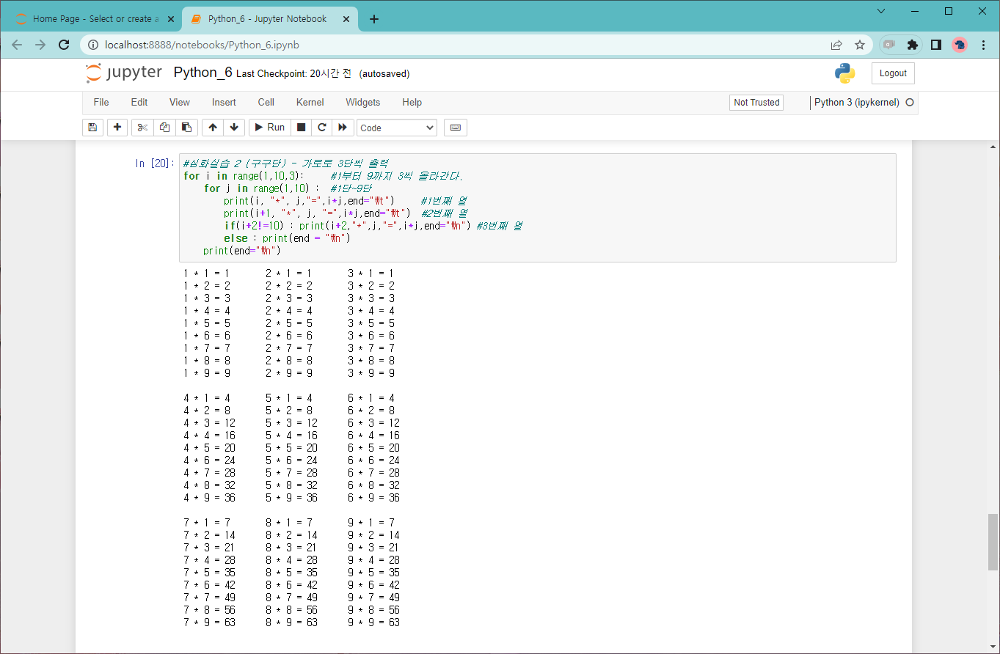 Home Page - Select or create a
Python_6 - Jupyter Notebook
localhost:8888/notebooks/Python_6.ipynb
jupyter Python_6 Last Checkpoint: 20시간 전 (autosaved)
Logout
File Edit View Insert Cell Kernel Widgets Help
Not Trusted
Python 3 (ipykernel)
Run
Code
In [20]:
#심화실습 2 (구구단) - 가로로 3단씩 출력
for i in range(1,10,3): #1부터 9까지 3씩 올라간다.
for j in range(1,10) : #1단~9단
print(i, "*", j,"=",i*j,end="₩t") #1번째 열
print(i+1, "*", j, "=",i*j,end="₩t") #2번째 열
if(i+2!=10) : print(i+2,"*",j,"=",i*j,end="₩n") #3번째 열
else : print(end = "₩n")
print(end="₩n")
1 * 1 = 1 2 * 1 = 1 3 * 1 = 1
1 * 2 = 2 2 * 2 = 2 3 * 2 = 2
1 * 3 = 3 2 * 3 = 3 3 * 3 = 3
1 * 4 = 4 2 * 4 = 4 3 * 4 = 4
1 * 5 = 5 2 * 5 = 5 3 * 5 = 5
1 * 6 = 6 2 * 6 = 6 3 * 6 = 6
1 * 7 = 7 2 * 7 = 7 3 * 7 = 7
1 * 8 = 8 2 * 8 = 8 3 * 8 = 8
1 * 9 = 9 2 * 9 = 9 3 * 9 = 9
4 * 1 = 4 5 * 1 = 4 6 * 1 = 4
4 * 2 = 8 5 * 2 = 8 6 * 2 = 8
4 * 3 = 12 5 * 3 = 12 6 * 3 = 12
4 * 4 = 16 5 * 4 = 16 6 * 4 = 16
4 * 5 = 20 5 * 5 = 20 6 * 5 = 20
4 * 6 = 24 5 * 6 = 24 6 * 6 = 24
4 * 7 = 28 5 * 7 = 28 6 * 7 = 28
4 * 8 = 32 5 * 8 = 32 6 * 8 = 32
4 * 9 = 36 5 * 9 = 36 6 * 9 = 36
7 * 1 = 7 8 * 1 = 7 9 * 1 = 7
7 * 2 = 14 8 * 2 = 14 9 * 2 = 14
7 * 3 = 21 8 * 3 = 21 9 * 3 = 21
7 * 4 = 28 8 * 4 = 28 9 * 4 = 28
7 * 5 = 35 8 * 5 = 35 9 * 5 = 35
7 * 6 = 42 8 * 6 = 42 9 * 6 = 42
7 * 7 = 49 8 * 7 = 49 9 * 7 = 49
7 * 8 = 56 8 * 8 = 56 9 * 8 = 56
7 * 9 = 63 8 * 9 = 63 9 * 9 = 63